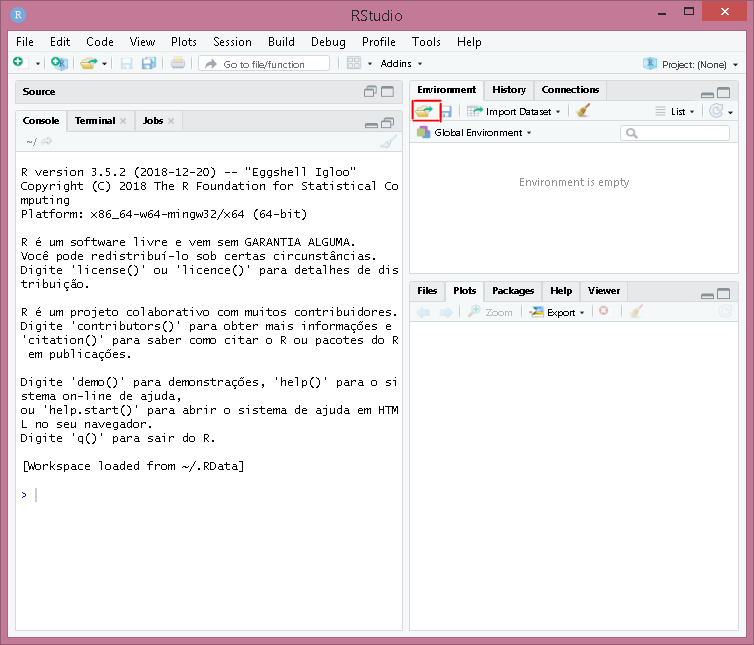 RStudio
File Edit Code View Plots Session Build Debug Profile Tools Help
Go to file/function Addins Project: (None)
Source
Console Terminal Jobs
~/
R version 3.5.2 (2018-12-20) -- "Eggshell Igloo"
Copyright (C) 2018 The R Foundation for Statistical Co
mputing
Platform: x86_64-w64-mingw32/x64 (64-bit)
R é um software livre e vem sem GARANTIA ALGUMA.
Você pode redistribuí-lo sob certas circunstâncias.
Digite 'license()' ou 'licence()' para detalhes de dis
tribuição.
R é um projeto colaborativo com muitos contribuidores.
Digite 'contributors()' para obter mais informações e
'citation()' para saber como citar o R ou pacotes do R
em publicações.
Digite 'demo()' para demonstrações, 'help()' para o si
stema on-line de ajuda,
ou 'help.start()' para abrir o sistema de ajuda em HTM
L no seu navegador.
Digite 'q()' para sair do R.
[Workspace loaded from ~/.RData]
>
Environment History Connections
Import Dataset List
Global Environment
Environment is empty
Files Plots Packages Help Viewer
Zoom Export